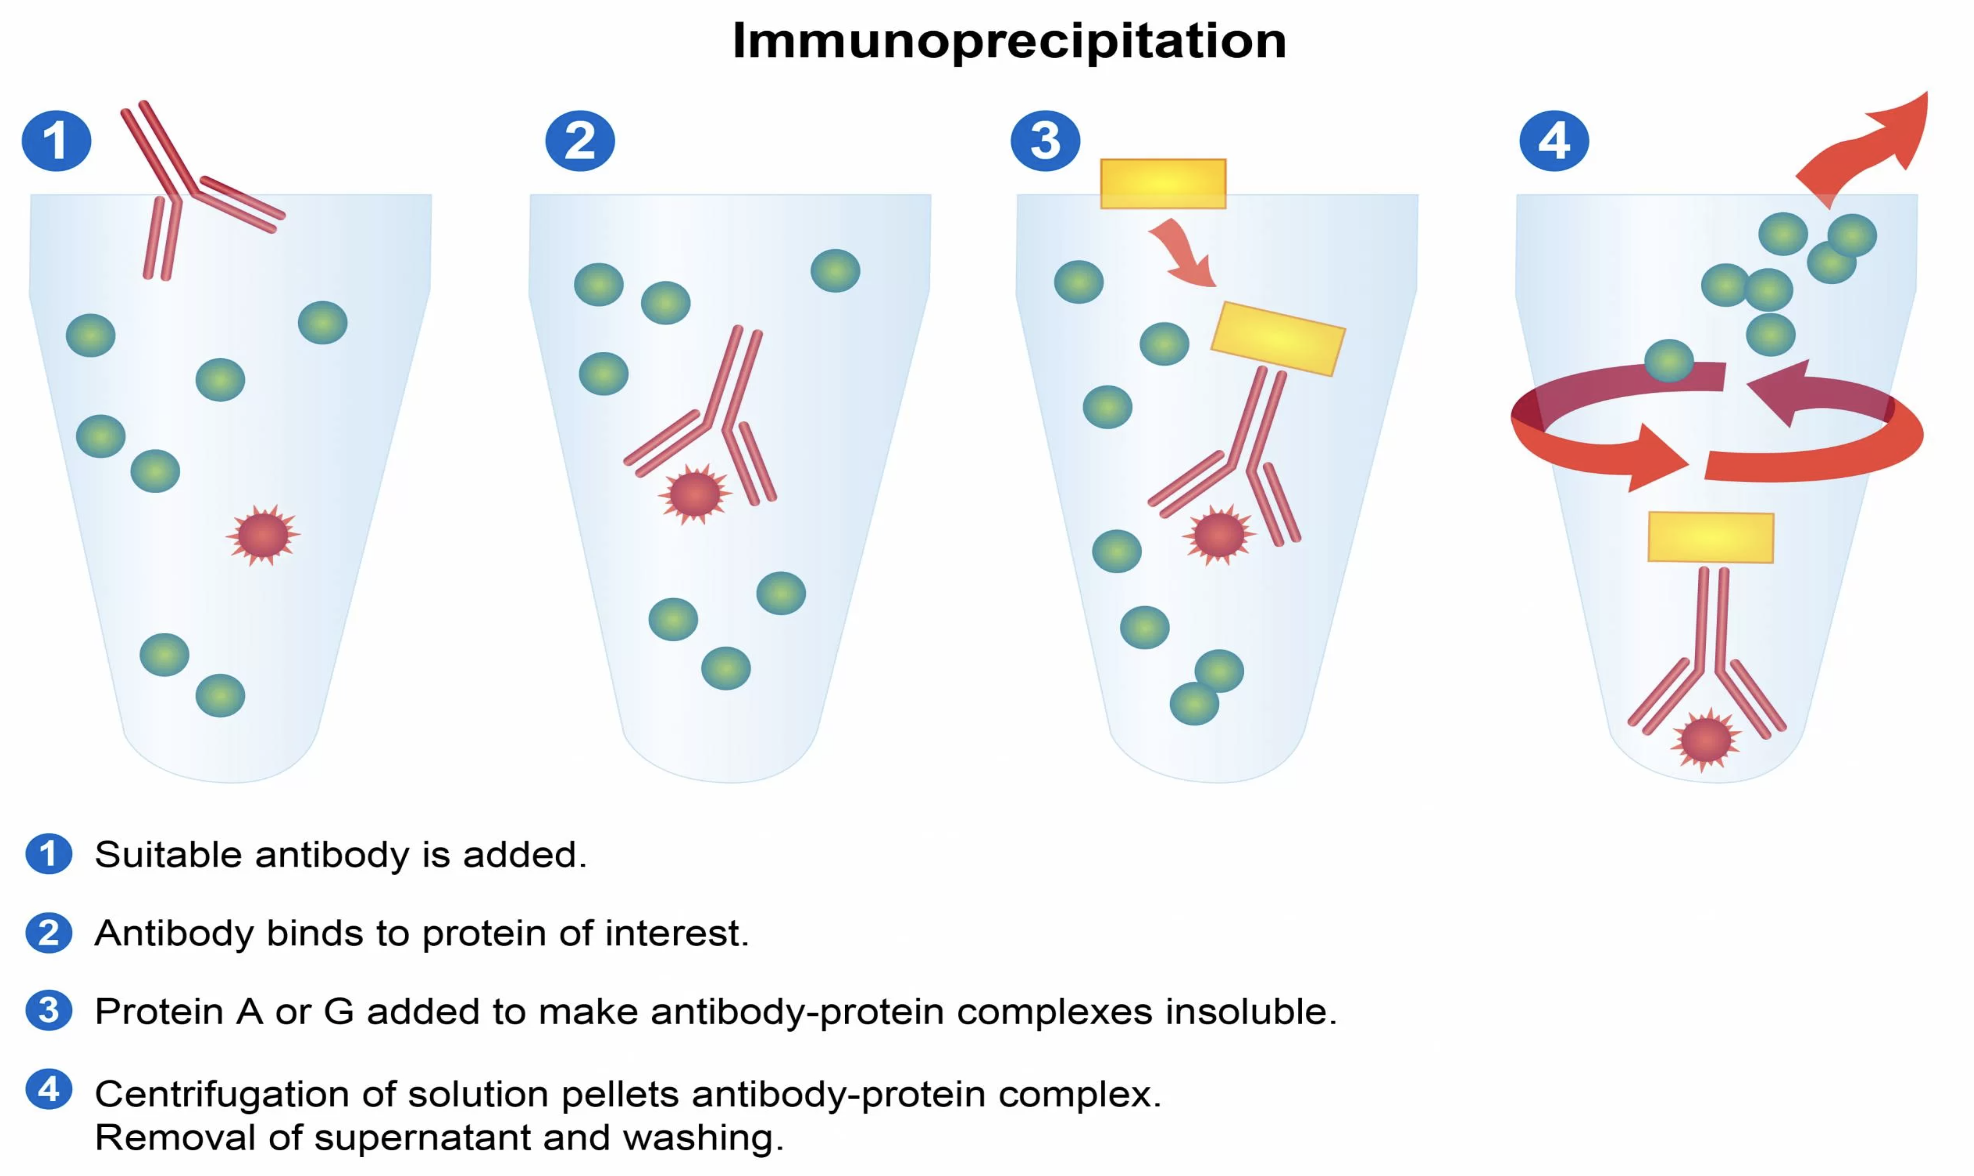 Immunoprecipitation
1
2
3
4
1 Suitable antibody is added.
2 Antibody binds to protein of interest.
3 Protein A or G added to make antibody-protein complexes insoluble.
4 Centrifugation of solution pellets antibody-protein complex.
Removal of supernatant and washing.